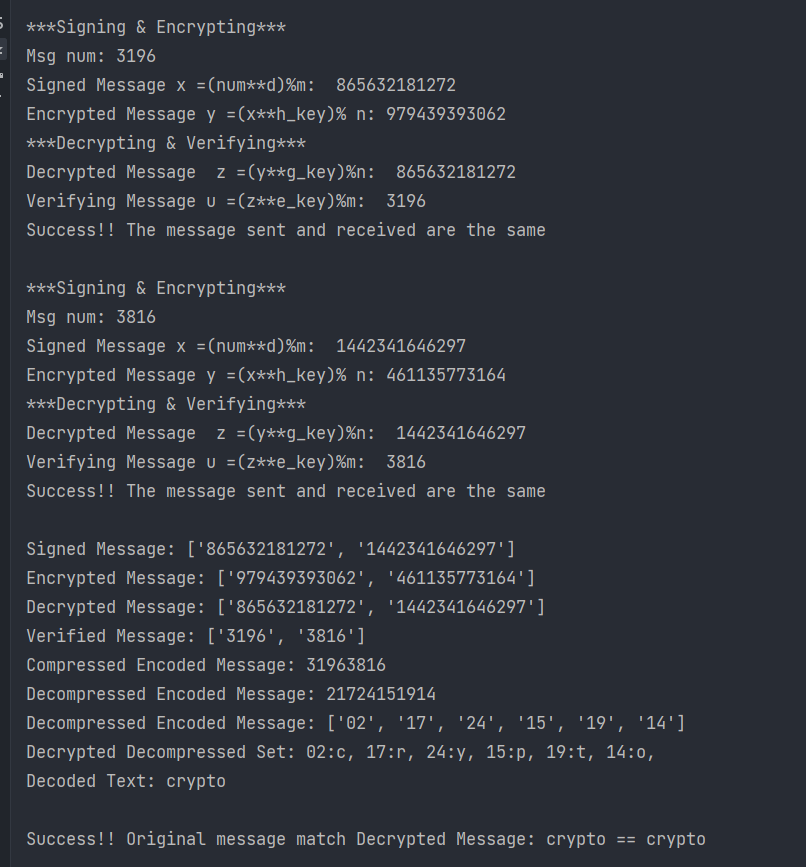 ***Signing & Encrypting***
Msg num: 3196
Signed Message x =(num**d)%m:  865632181272
Encrypted Message y =(x**h_key)% n: 979439393062
***Decrypting & Verifying***
Decrypted Message  z =(y**g_key)%n:  865632181272
Verifying Message u =(z**e_key)%m:  3196
Success!! The message sent and received are the same

***Signing & Encrypting***
Msg num: 3816
Signed Message x =(num**d)%m:  1442341646297
Encrypted Message y =(x**h_key)% n: 461135773164
***Decrypting & Verifying***
Decrypted Message  z =(y**g_key)%n:  1442341646297
Verifying Message u =(z**e_key)%m:  3816
Success!! The message sent and received are the same

Signed Message: ['865632181272', '1442341646297']
Encrypted Message: ['979439393062', '461135773164']
Decrypted Message: ['865632181272', '1442341646297']
Verified Message: ['3196', '3816']
Compressed Encoded Message: 31963816
Decompressed Encoded Message: 21724151914
Decompressed Encoded Message: ['02', '17', '24', '15', '19', '14']
Decrypted Decompressed Set: 02:c, 17:r, 24:y, 15:p, 19:t, 14:o,
Decoded Text: crypto

Success!! Original message match Decrypted Message: crypto == crypto